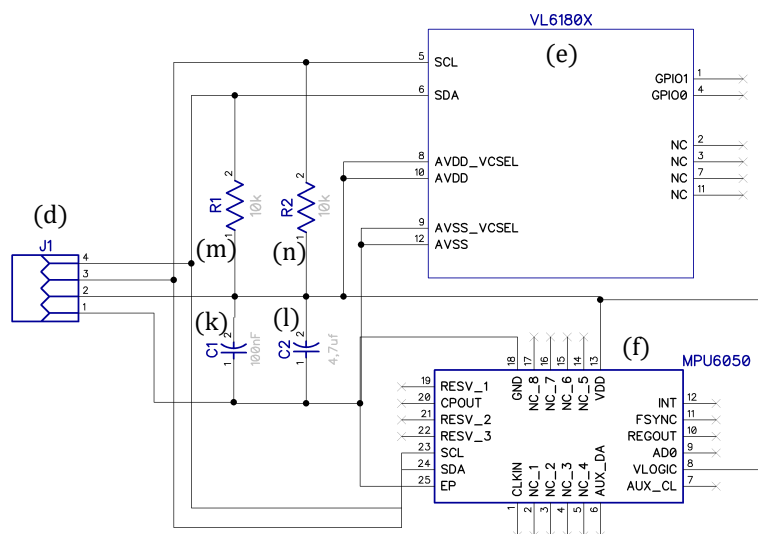 VL6180X
(e)
5 SCL
6 SDA
8 AVDD_VCSEL
10 AVDD
9 AVSS_VCSEL
12 AVSS
GPIO1 1
GPIO0 4
NC 2
NC 3
NC 7
NC 11
(d)
J1
4
3
2
1
2 R1 10k 1
(m)
2 R2 10k 1
(n)
(k)
2 C1 100nF 1
(l)
2 C2 4,7uf 1
(f)
MPU6050
18 GND
17 NC_8
16 NC_7
15 NC_6
14 NC_5
13 VDD
19 RESV_1
20 CPOUT
21 RESV_2
22 RESV_3
23 SCL
24 SDA
25 EP
INT 12
FSYNC 11
REGOUT 10
AD0 9
VLOGIC 8
AUX_CL 7
CLKIN 1
NC_1 2
NC_2 3
NC_3 4
NC_4 5
AUX_DA 6